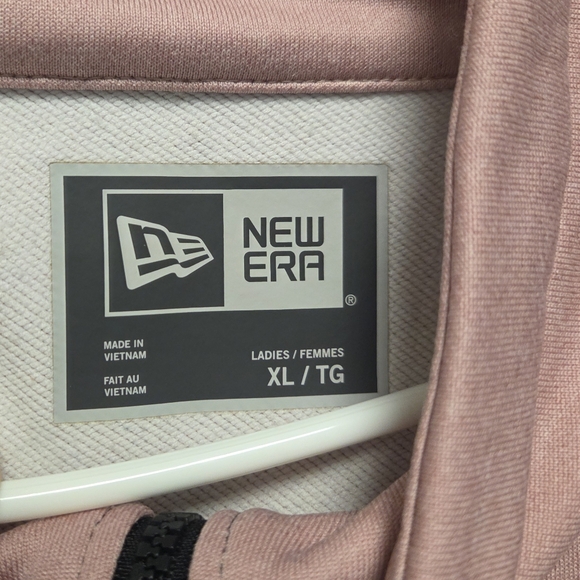 NEW
ERA
®
MADE IN
VIETNAM
FAIT AU
VIETNAM
LADIES / FEMMES
XL / TG